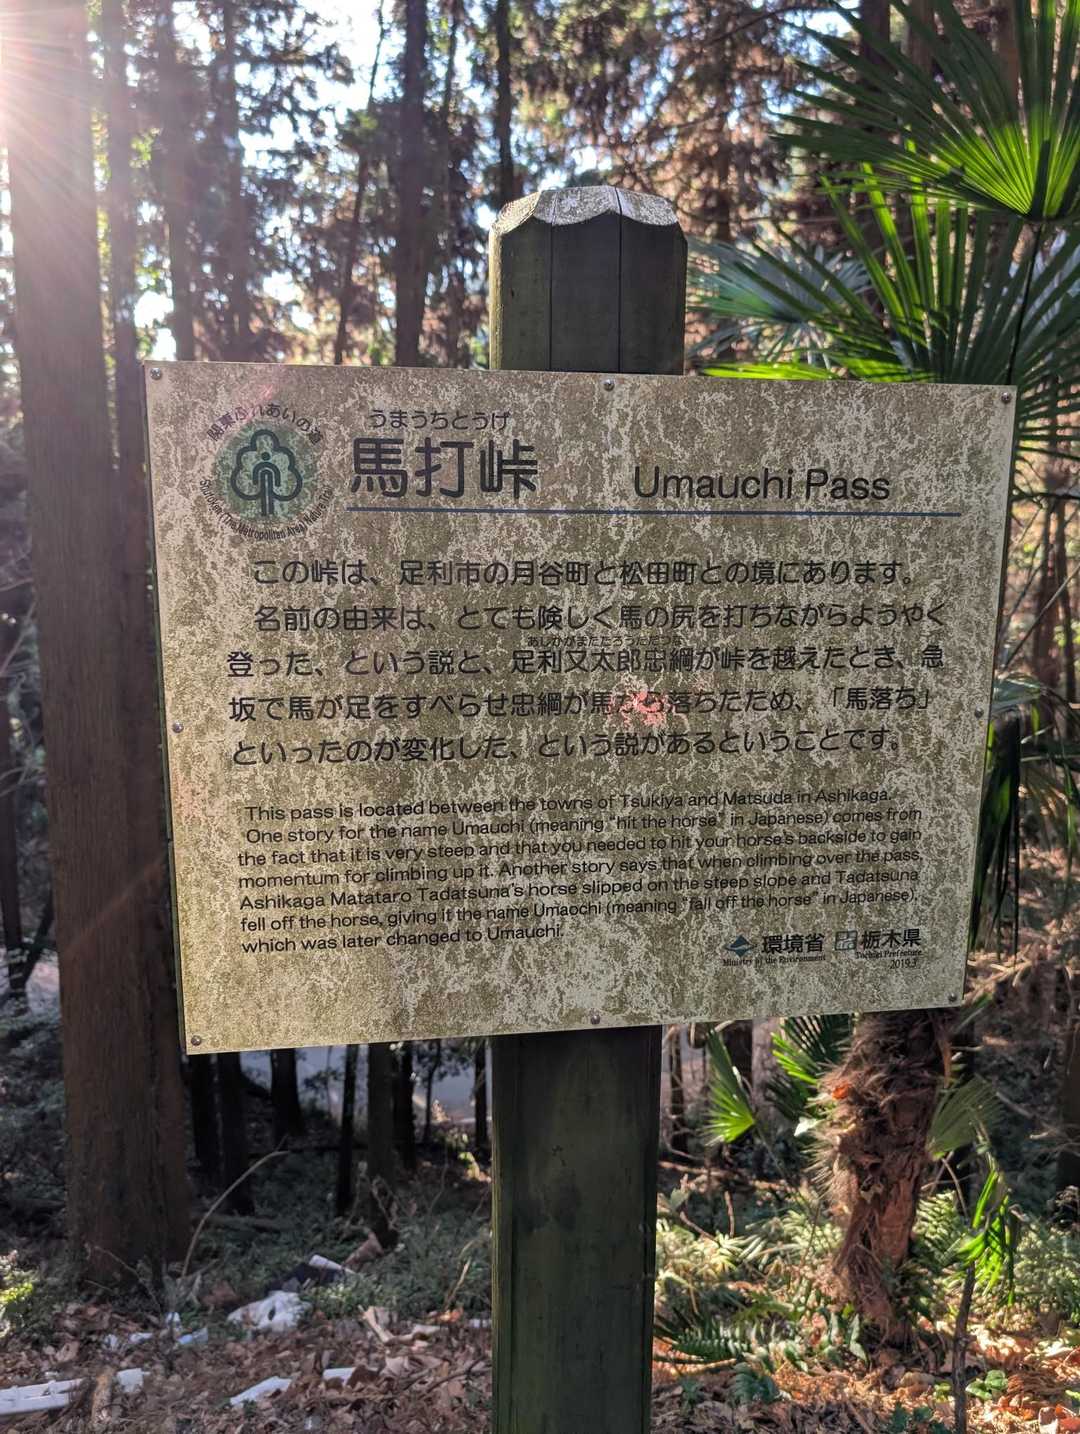 関東ふれあいの道
うまうちとうげ
馬打峠 Umauchi Pass
この峠は、足利市の月谷町と松田町との境にあります。
名前の由来は、とても険しく馬の尻を打ちながらようやく
あしかがまたたろうただつな
登った、という説と、足利又太郎忠綱が峠を越えたとき、急
坂で馬が足をすべらせ忠綱が馬から落ちたため、「馬落ち」
といったのが変化した、という説があるということです。
This pass is located between the towns of Tsukiya and Matsuda in Ashikaga.
One story for the name Umauchi (meaning "hit the horse" in Japanese) comes from
the fact that it is very steep and that you needed to hit your horse's backside to gain
momentum for climbing up it. Another story says that when climbing over the pass,
Ashikaga Matataro Tadatsuna's horse slipped on the steep slope and Tadatsuna
fell off the horse, giving it the name Umaochi (meaning "fall off the horse" in Japanese),
which was later changed to Umauchi.
環境省 栃木県
Ministry of the Environment Tochigi Prefecture
2019.3